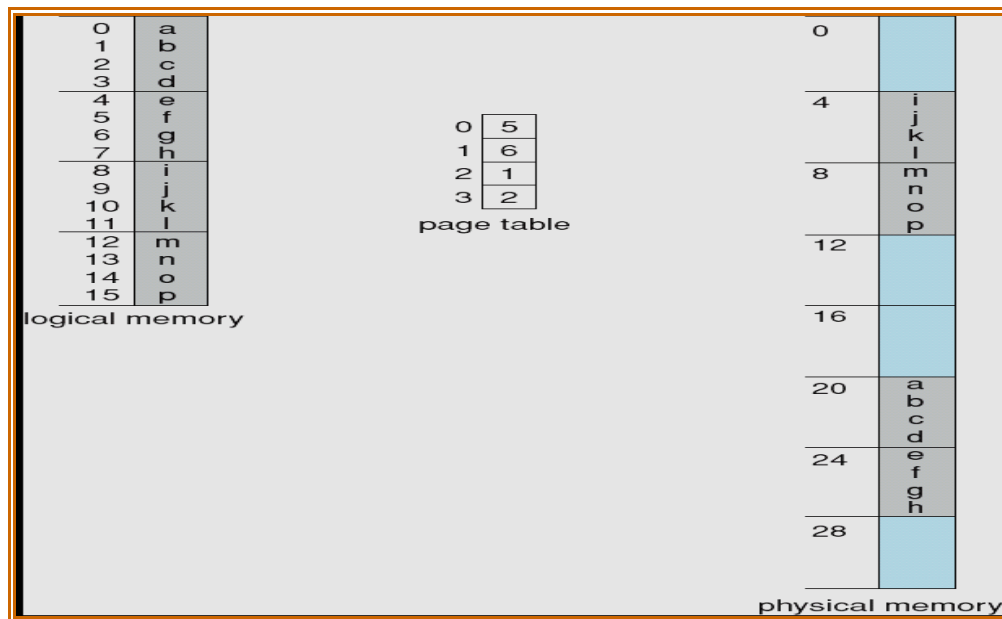 0 a
1 b
2 c
3 d
4 e
5 f
6 g
7 h
8 i
9 j
10 k
11 l
12 m
13 n
14 o
15 p
logical memory
0 5
1 6
2 1
3 2
page table
0
4 i
j
k
l
8 m
n
o
p
12
16
20 a
b
c
d
24 e
f
g
h
28
physical memory